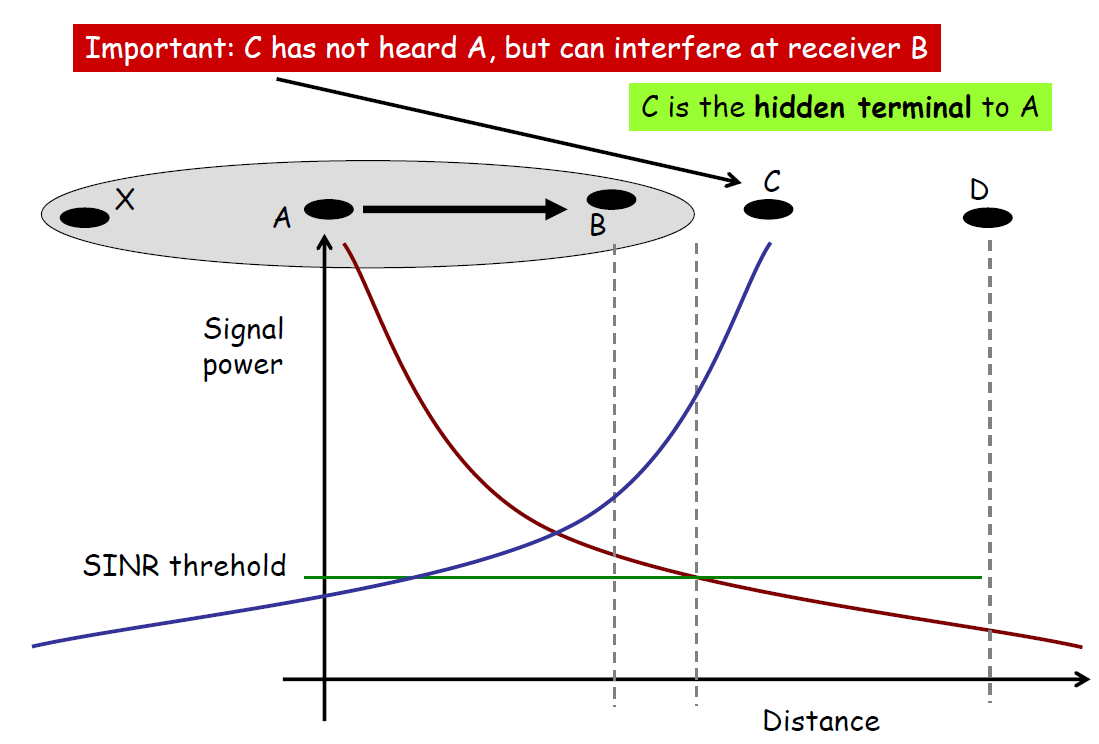 Important: C has not heard A, but can interfere at receiver B
C is the hidden terminal to A
X
A
B
C
D
Signal
power
SINR threhold
Distance